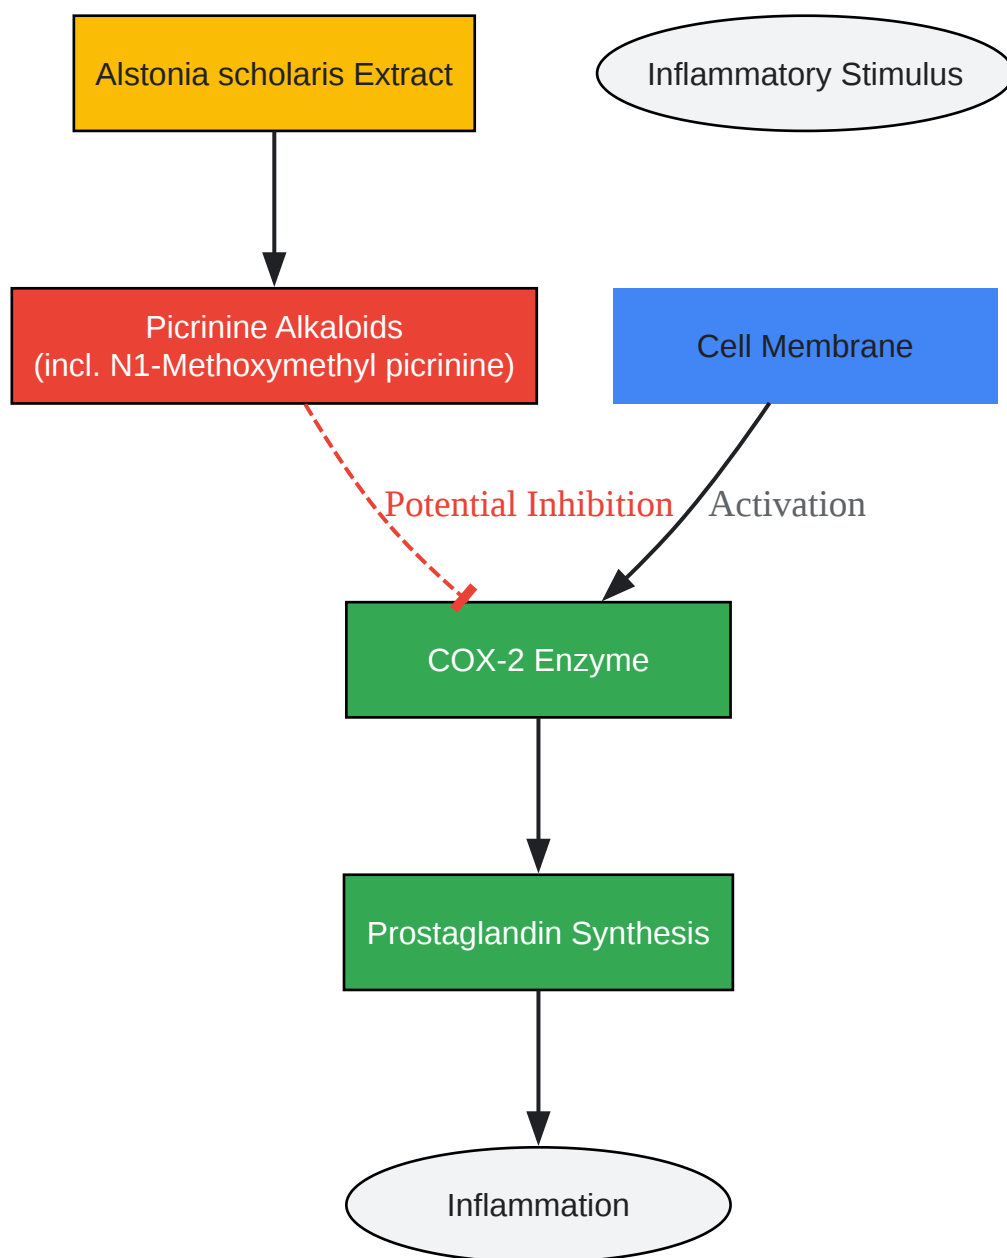 Alstonia scholaris Extract
Inflammatory Stimulus
Picrinine Alkaloids
(incl. N1-Methoxymethyl picrinine)
Cell Membrane
Potential Inhibition
Activation
COX-2 Enzyme
Prostaglandin Synthesis
Inflammation